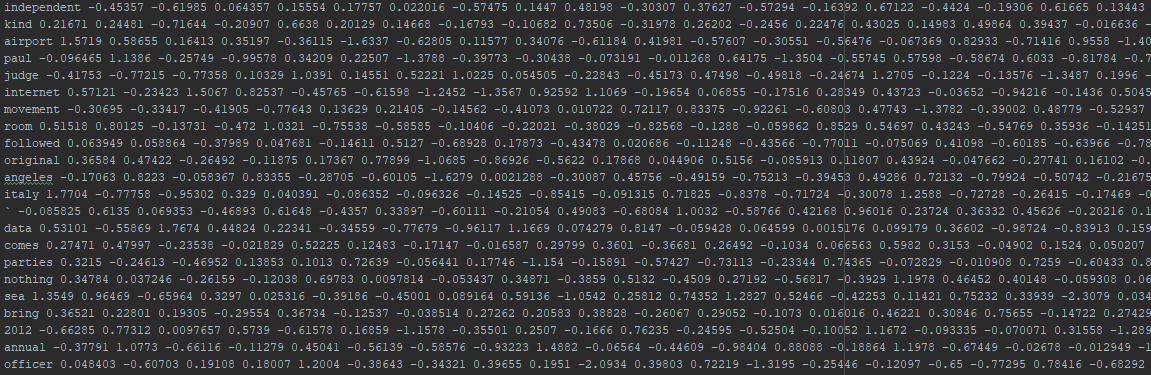 independent -0.45357 -0.61985 0.064357 0.15554 0.17757 0.022016 -0.57475 0.1447 0.48198 -0.30307 0.37627 -0.57294 -0.16392 0.67122 -0.4424 -0.19306 0.61665 0.13443
kind 0.21671 0.24481 -0.71644 -0.20907 0.6638 0.20129 0.14668 -0.16793 -0.10682 0.73506 -0.31978 0.26202 -0.2456 0.22476 0.43025 0.14983 0.49864 0.39437 -0.016636 -
airport 1.5719 0.58655 0.16413 0.35197 -0.36115 -1.6337 -0.62805 0.11577 0.34076 -0.61184 0.41981 -0.57607 -0.30551 -0.56476 -0.067369 0.82933 -0.71416 0.9558 -1.40
paul -0.096465 1.1386 -0.25749 -0.99578 0.34209 0.22507 -1.3788 -0.39773 -0.30438 -0.073191 -0.011268 0.64175 -1.3504 -0.55745 0.57598 -0.58674 0.6033 -0.81784 -0.7
judge -0.41753 -0.77215 -0.77358 0.10329 1.0391 0.14551 0.52221 1.0225 0.054505 -0.22843 -0.45173 0.47498 -0.49818 -0.24674 1.2705 -0.1224 -0.13576 -1.3487 0.1996 -
internet 0.57121 -0.23423 1.5067 0.82537 -0.45765 -0.61598 -1.2452 -1.3567 0.92592 1.1069 -0.19654 0.06855 -0.17516 0.28349 0.43723 -0.03652 -0.94216 -0.1436 0.5045
movement -0.30695 -0.33417 -0.41905 -0.77643 0.13629 0.21405 -0.14562 -0.41073 0.010722 0.72117 0.83375 -0.92261 -0.60803 0.47743 -1.3782 -0.39002 0.48779 -0.52937
room 0.51518 0.80125 -0.13731 -0.472 1.0321 -0.75538 -0.58585 -0.10406 -0.22021 -0.38029 -0.82568 -0.1288 -0.059862 0.8529 0.54697 0.43243 -0.54769 0.35936 -0.14251
followed 0.063949 0.058864 -0.37989 0.047681 -0.14611 0.5127 -0.68928 0.17873 -0.43478 0.020686 -0.11248 -0.43566 -0.77011 -0.075069 0.41098 -0.60185 -0.63966 -0.78
original 0.36584 0.47422 -0.26492 -0.11875 0.17367 0.77899 -1.0685 -0.86926 -0.5622 0.17868 0.044906 0.5156 -0.085913 0.11807 0.43924 -0.047662 -0.27741 0.16102 -0.
angeles -0.17063 0.8223 -0.058367 0.83355 -0.28705 -0.60105 -1.6279 0.0021288 -0.30087 0.45756 -0.49159 -0.75213 -0.39453 0.49286 0.72132 -0.79924 -0.50742 -0.21675
italy 1.7704 -0.77758 -0.95302 0.329 0.040391 -0.086352 -0.096326 -0.14525 -0.85415 -0.091315 0.71825 -0.8378 -0.71724 -0.30078 1.2588 -0.72728 -0.26415 -0.17469 -0
` -0.085825 0.6135 0.069353 -0.46893 0.61648 -0.4357 0.33897 -0.60111 -0.21054 0.49083 -0.68084 1.0032 -0.58766 0.42168 0.96016 0.23724 0.36332 0.45626 -0.20216 0.1
data 0.53101 -0.55869 1.7674 0.44824 0.22341 -0.34559 -0.77679 -0.96117 1.1669 0.074279 0.8147 -0.059428 0.064599 0.0015176 0.099179 0.36602 -0.98724 -0.83913 0.159
comes 0.27471 0.47997 -0.23538 -0.021829 0.52225 0.12483 -0.17147 -0.016587 0.29799 0.3601 -0.36681 0.26492 -0.1034 0.066563 0.5982 0.3153 -0.04902 0.1524 0.050207
parties 0.3215 -0.24613 -0.46952 0.13853 0.1013 0.72639 -0.056441 0.17746 -1.154 -0.15891 -0.57427 -0.73113 -0.23344 0.74365 -0.072829 -0.010908 0.7259 -0.60433 0.8
nothing 0.34784 0.037246 -0.26159 -0.12038 0.69783 0.0097814 -0.053437 0.34871 -0.3859 0.5132 -0.4509 0.27192 -0.56817 -0.3929 1.1978 0.46452 0.40148 -0.059308 0.06
sea 1.3549 0.96469 -0.65964 0.3297 0.025316 -0.39186 -0.45001 0.089164 0.59136 -1.0542 0.25812 0.74352 1.2827 0.52466 -0.42253 0.11421 0.75232 0.33939 -2.3079 0.034
bring 0.36521 0.22801 0.19305 -0.29554 0.36734 -0.12537 -0.038514 0.27262 0.20583 0.38828 -0.26067 0.29052 -0.1073 0.016016 0.46221 0.30846 0.75655 -0.14722 0.27429
2012 -0.66285 0.77312 0.0097657 0.5739 -0.61578 0.16859 -1.1578 -0.35501 0.2507 -0.1666 0.76235 -0.24595 -0.52504 -0.10052 1.1672 -0.093335 -0.070071 0.31558 -1.289
annual -0.37791 1.0773 -0.66116 -0.11279 0.45041 -0.56139 -0.58576 -0.93223 1.4882 -0.06564 -0.44609 -0.98404 0.88088 -0.18864 1.1978 -0.67449 -0.02678 -0.012949 -1
officer 0.048403 -0.60703 0.19108 0.18007 1.2004 -0.38643 -0.34321 0.39655 0.1951 -2.0934 0.39803 0.72219 -1.3195 -0.25446 -0.12097 -0.65 -0.77295 0.78416 -0.68292